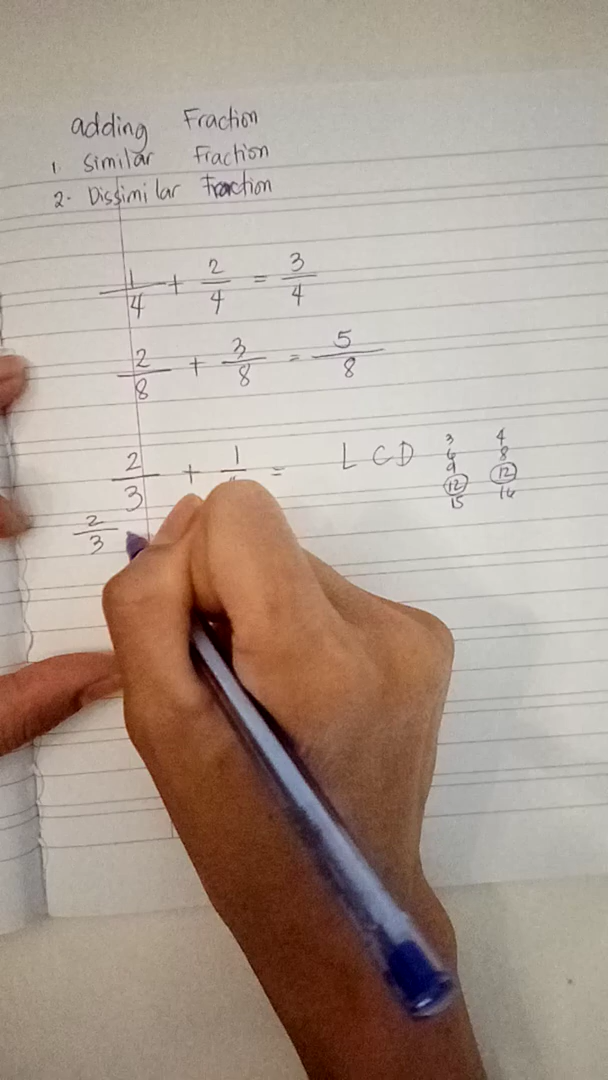 adding Fraction
1. Similar Fraction
2. Dissimilar Fraction
1/4 + 2/4 = 3/4
2/8 + 3/8 = 5/8
2/3 + 1/ = LCD
3 4
6 8
9 (12)
(12) 16
15
2/3